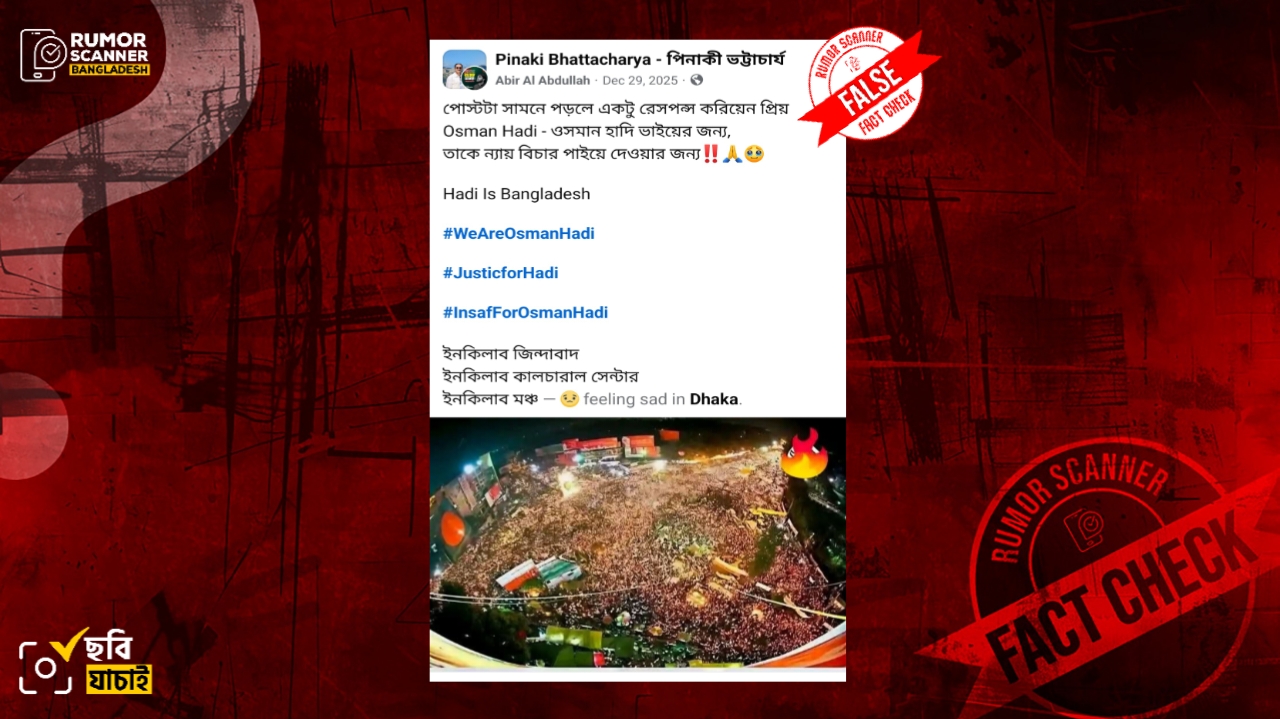 RUMOR
SCANNER
BANGLADESH
Pinaki Bhattacharya - পিনাকী ভট্টাচার্য
Abir Al Abdullah · Dec 29, 2025 ·
পোস্টটা সামনে পড়লে একটু রেসপন্স করিয়েন প্রিয়
Osman Hadi - ওসমান হাদি ভাইয়ের জন্য,
তাকে ন্যায় বিচার পাইয়ে দেওয়ার জন্য‼️🙏🥹
Hadi Is Bangladesh
#WeAreOsmanHadi
#JusticforHadi
#InsafForOsmanHadi
ইনকিলাব জিন্দাবাদ
ইনকিলাব কালচারাল সেন্টার
ইনকিলাব মঞ্চ — 😥 feeling sad in Dhaka.
RUMOR SCANNER
FALSE
FACT CHECK
RUMOR SCANNER
FACT CHECK
ছবি
যাচাই